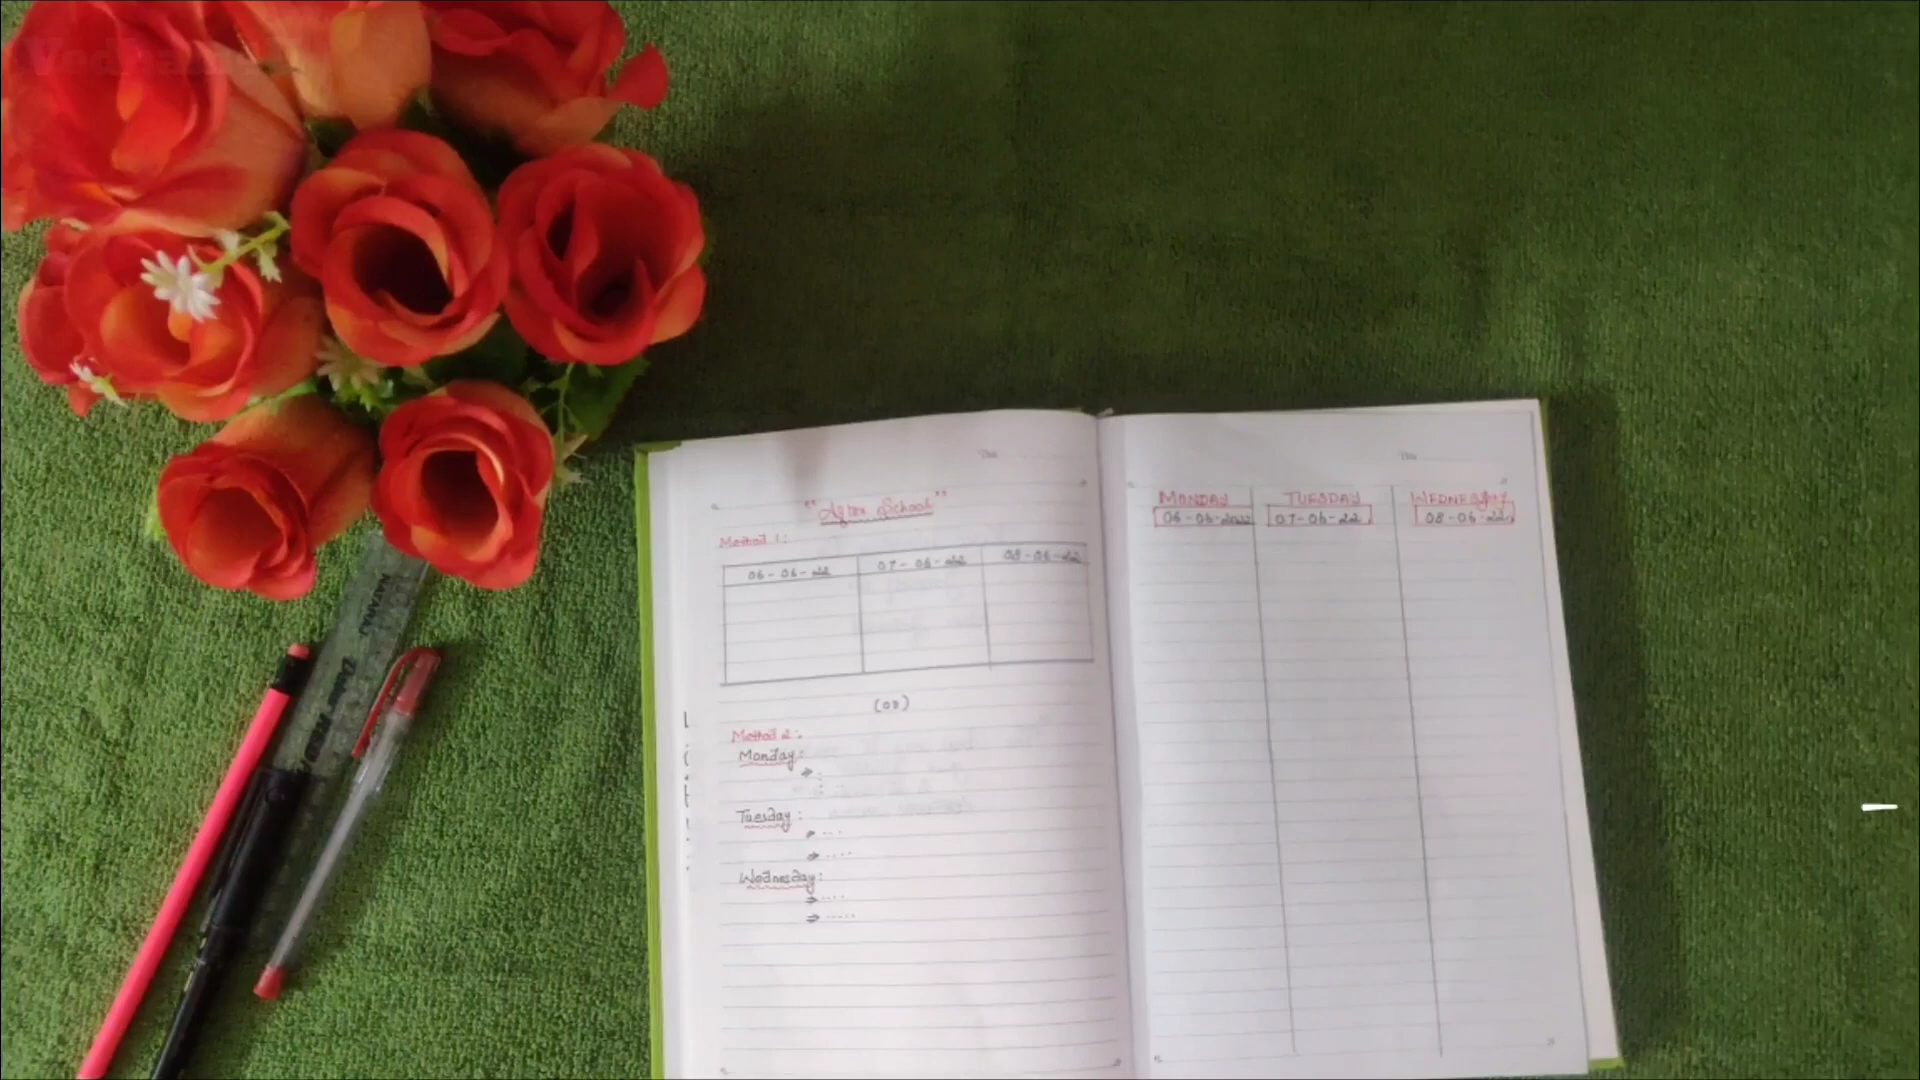 "After School"
Method 1:
06-06-22 07-06-22 08-06-22
(OR)
Method 2:
Monday:
Tuesday:
Wednesday:
MONDAY TUESDAY WEDNESDAY
06-06-2022 07-06-22 08-06-22
NATARAJ